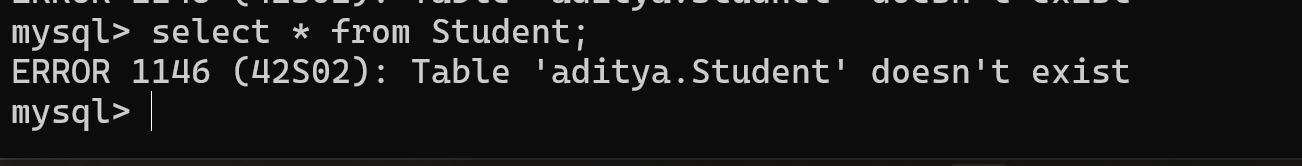 mysql> select * from Student;
ERROR 1146 (42S02): Table 'aditya.Student' doesn't exist
mysql>